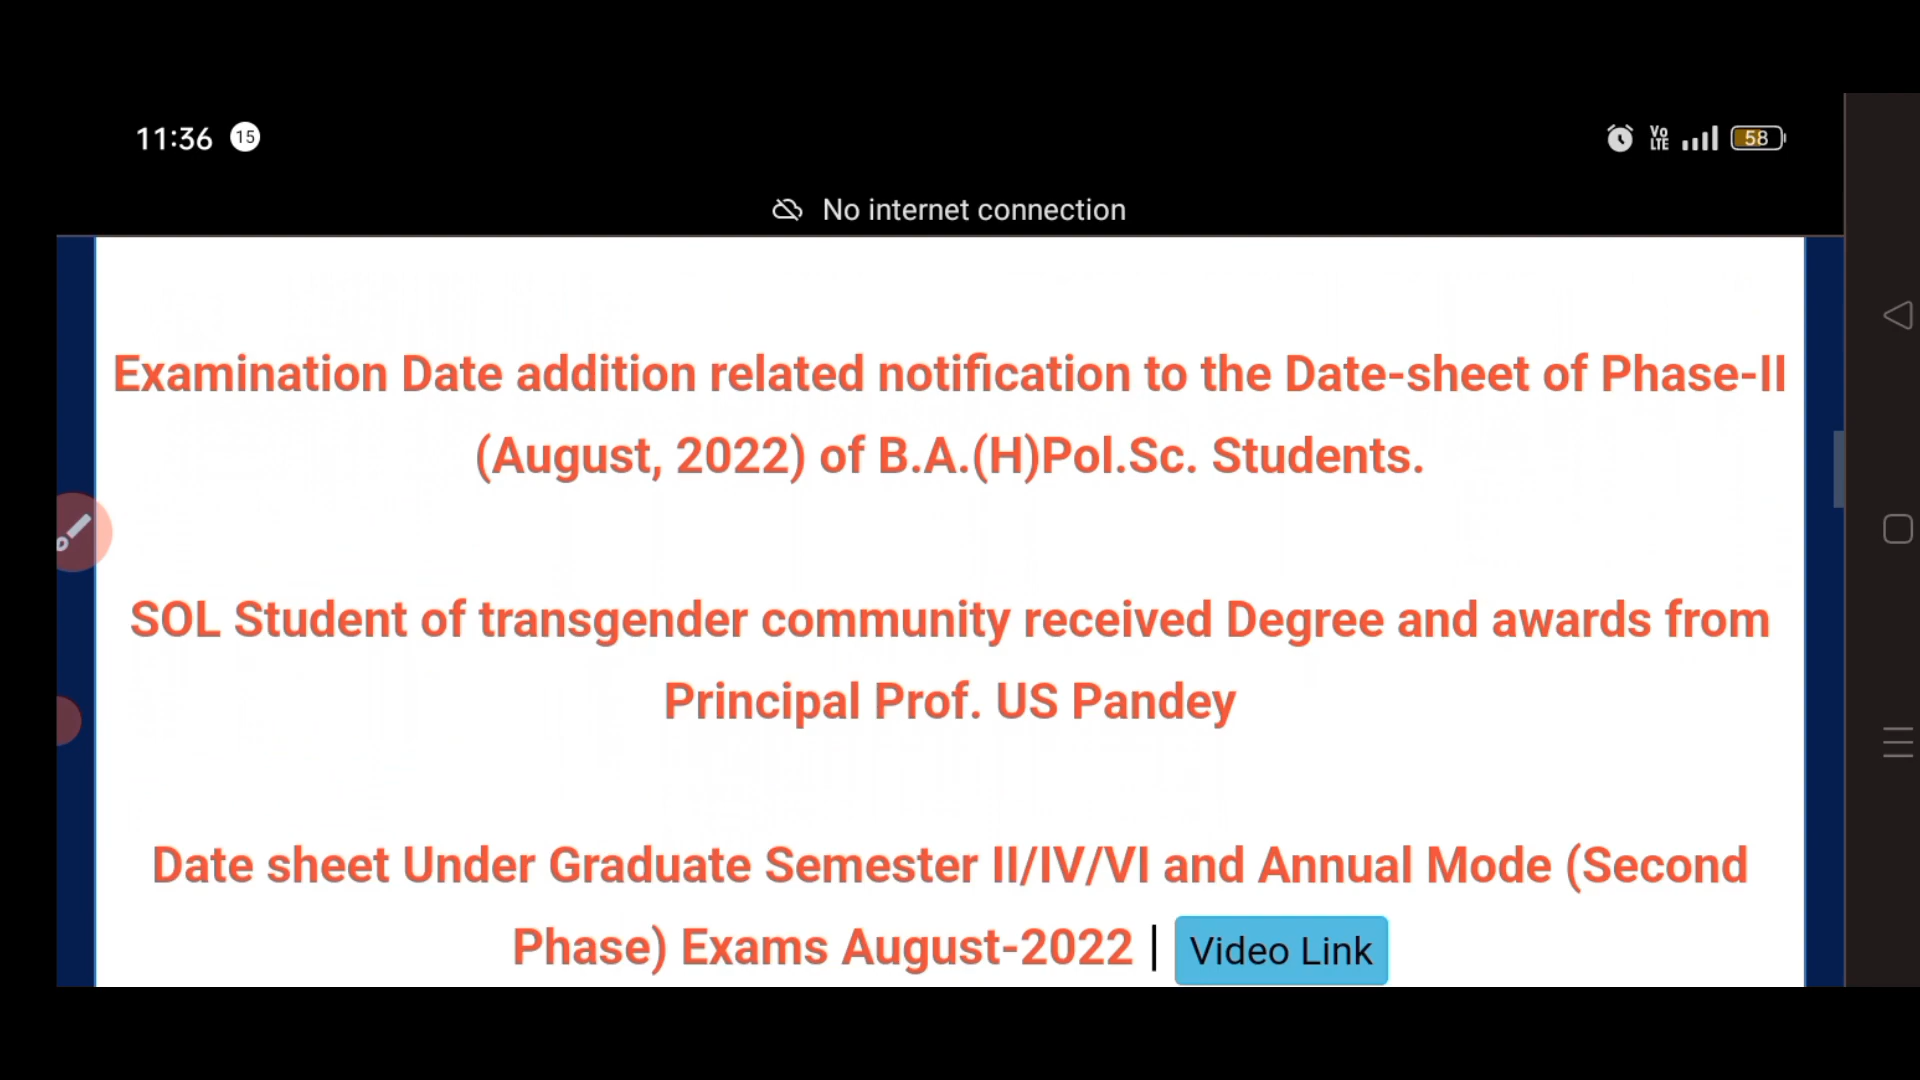 11:36 15
Vo LTE 58
No internet connection
Examination Date addition related notification to the Date-sheet of Phase-II
(August, 2022) of B.A.(H)Pol.Sc. Students.
SOL Student of transgender community received Degree and awards from
Principal Prof. US Pandey
Date sheet Under Graduate Semester II/IV/VI and Annual Mode (Second
Phase) Exams August-2022 | Video Link